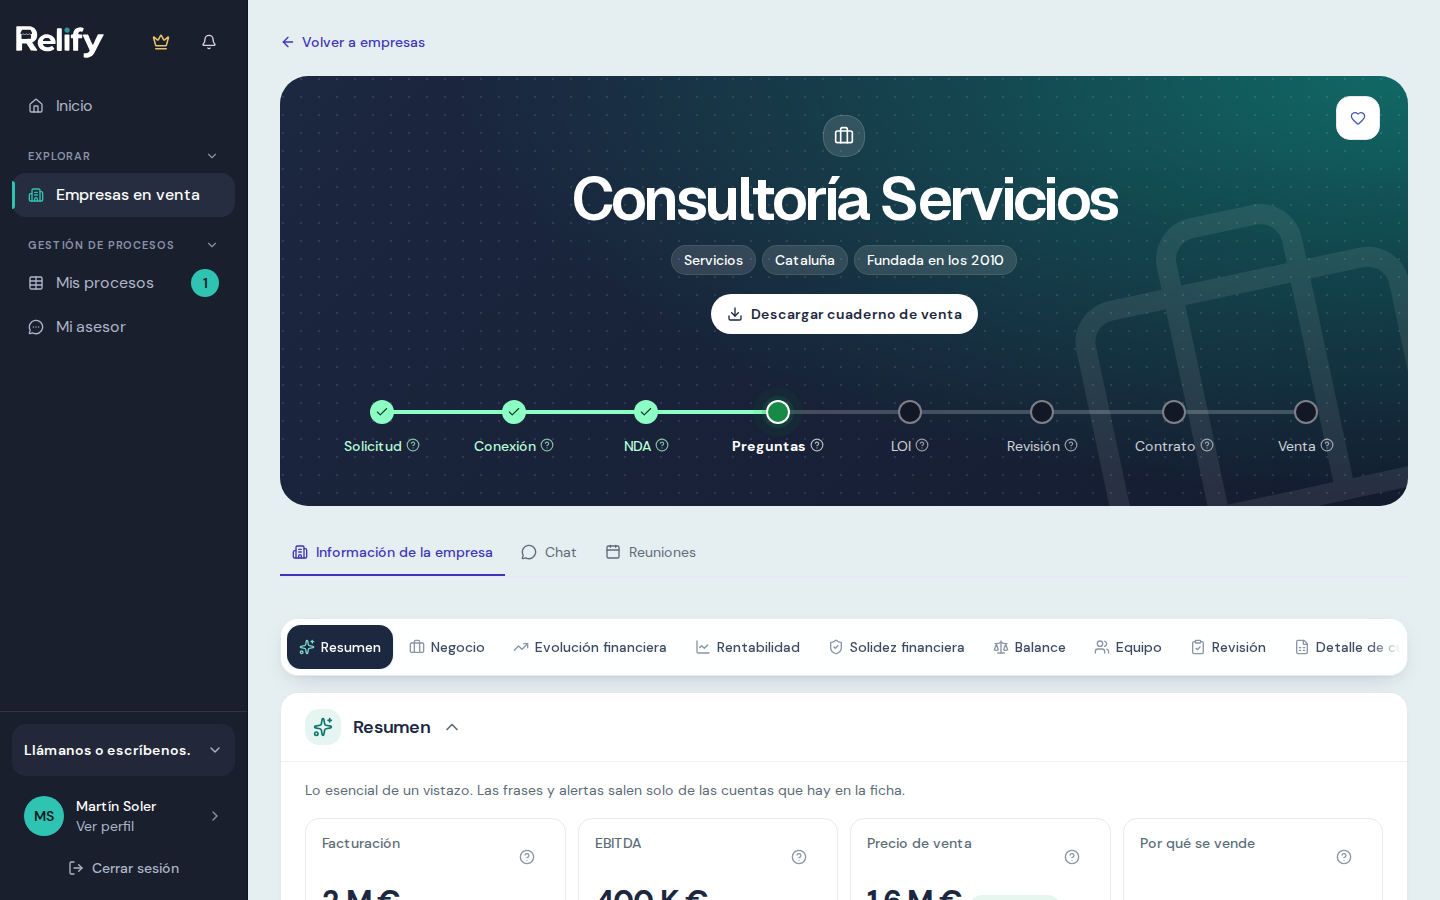 Relify
Inicio
EXPLORAR
Empresas en venta
GESTIÓN DE PROCESOS
Mis procesos
1
Mi asesor
Llámanos o escríbenos.
MS
Martín Soler
Ver perfil
Cerrar sesión
Volver a empresas
Consultoría Servicios
Servicios
Cataluña
Fundada en los 2010
Descargar cuaderno de venta
Solicitud
Conexión
NDA
Preguntas
LOI
Revisión
Contrato
Venta
Información de la empresa
Chat
Reuniones
Resumen
Negocio
Evolución financiera
Rentabilidad
Solidez financiera
Balance
Equipo
Revisión
Detalle de
Resumen
Lo esencial de un vistazo. Las frases y alertas salen solo de las cuentas que hay en la ficha.
Facturación
2 M €
EBITDA
400 K €
Precio de venta
Por qué se vende